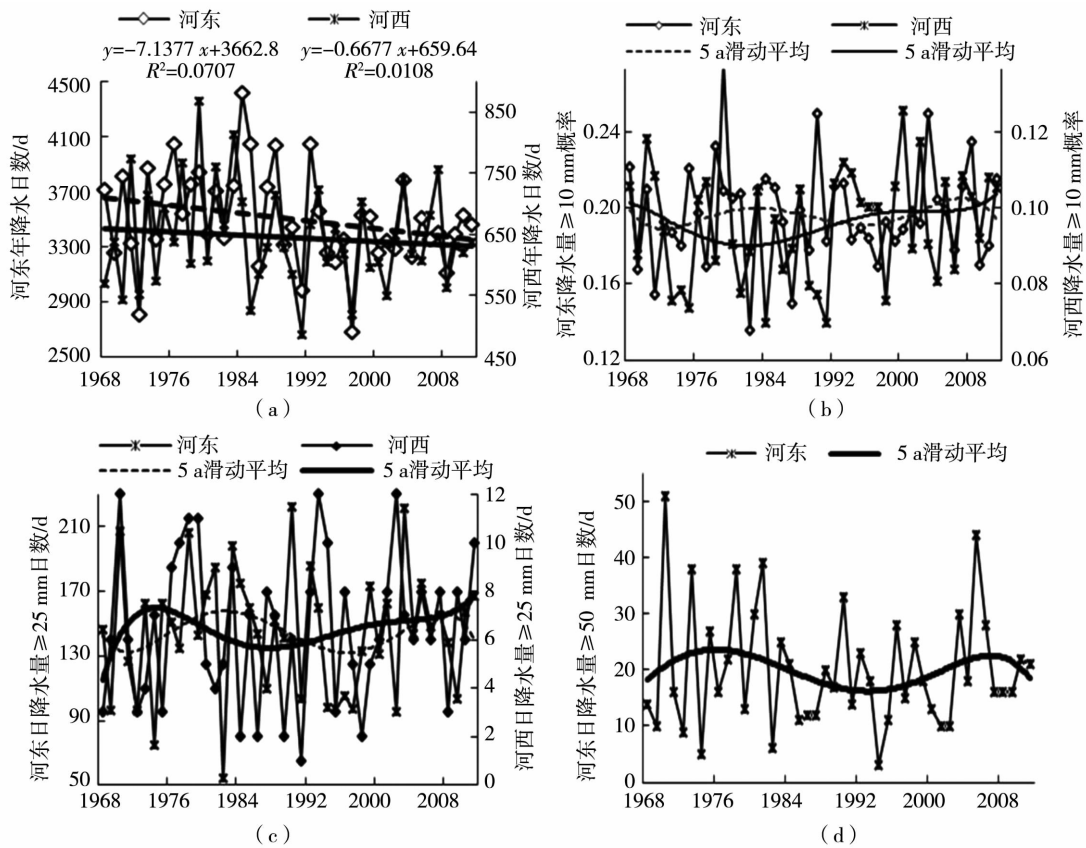 河东 河西
y=−7.1377 x+3662.8 y=−0.6677 x+659.64
R²=0.0707 R²=0.0108
河东年降水日数/d
4500
4100
3700
3300
2900
2500
河西年降水日数/d
850
750
650
550
450
1968 1976 1984 1992 2000 2008
（a）
河东 河西
5 a滑动平均 5 a滑动平均
河东降水量≥10 mm概率
0.24
0.20
0.16
0.12
河西降水量≥10 mm概率
0.12
0.10
0.08
0.06
1968 1976 1984 1992 2000 2008
（b）
河东 河西
5 a滑动平均 5 a滑动平均
河东日降水量≥25 mm日数/d
210
170
130
90
50
河西日降水量≥25 mm日数/d
12
10
8
6
4
2
0
1968 1976 1984 1992 2000 2008
（c）
河东 5 a滑动平均
河东日降水量≥50 mm日数/d
50
40
30
20
10
0
1968 1976 1984 1992 2000 2008
（d）